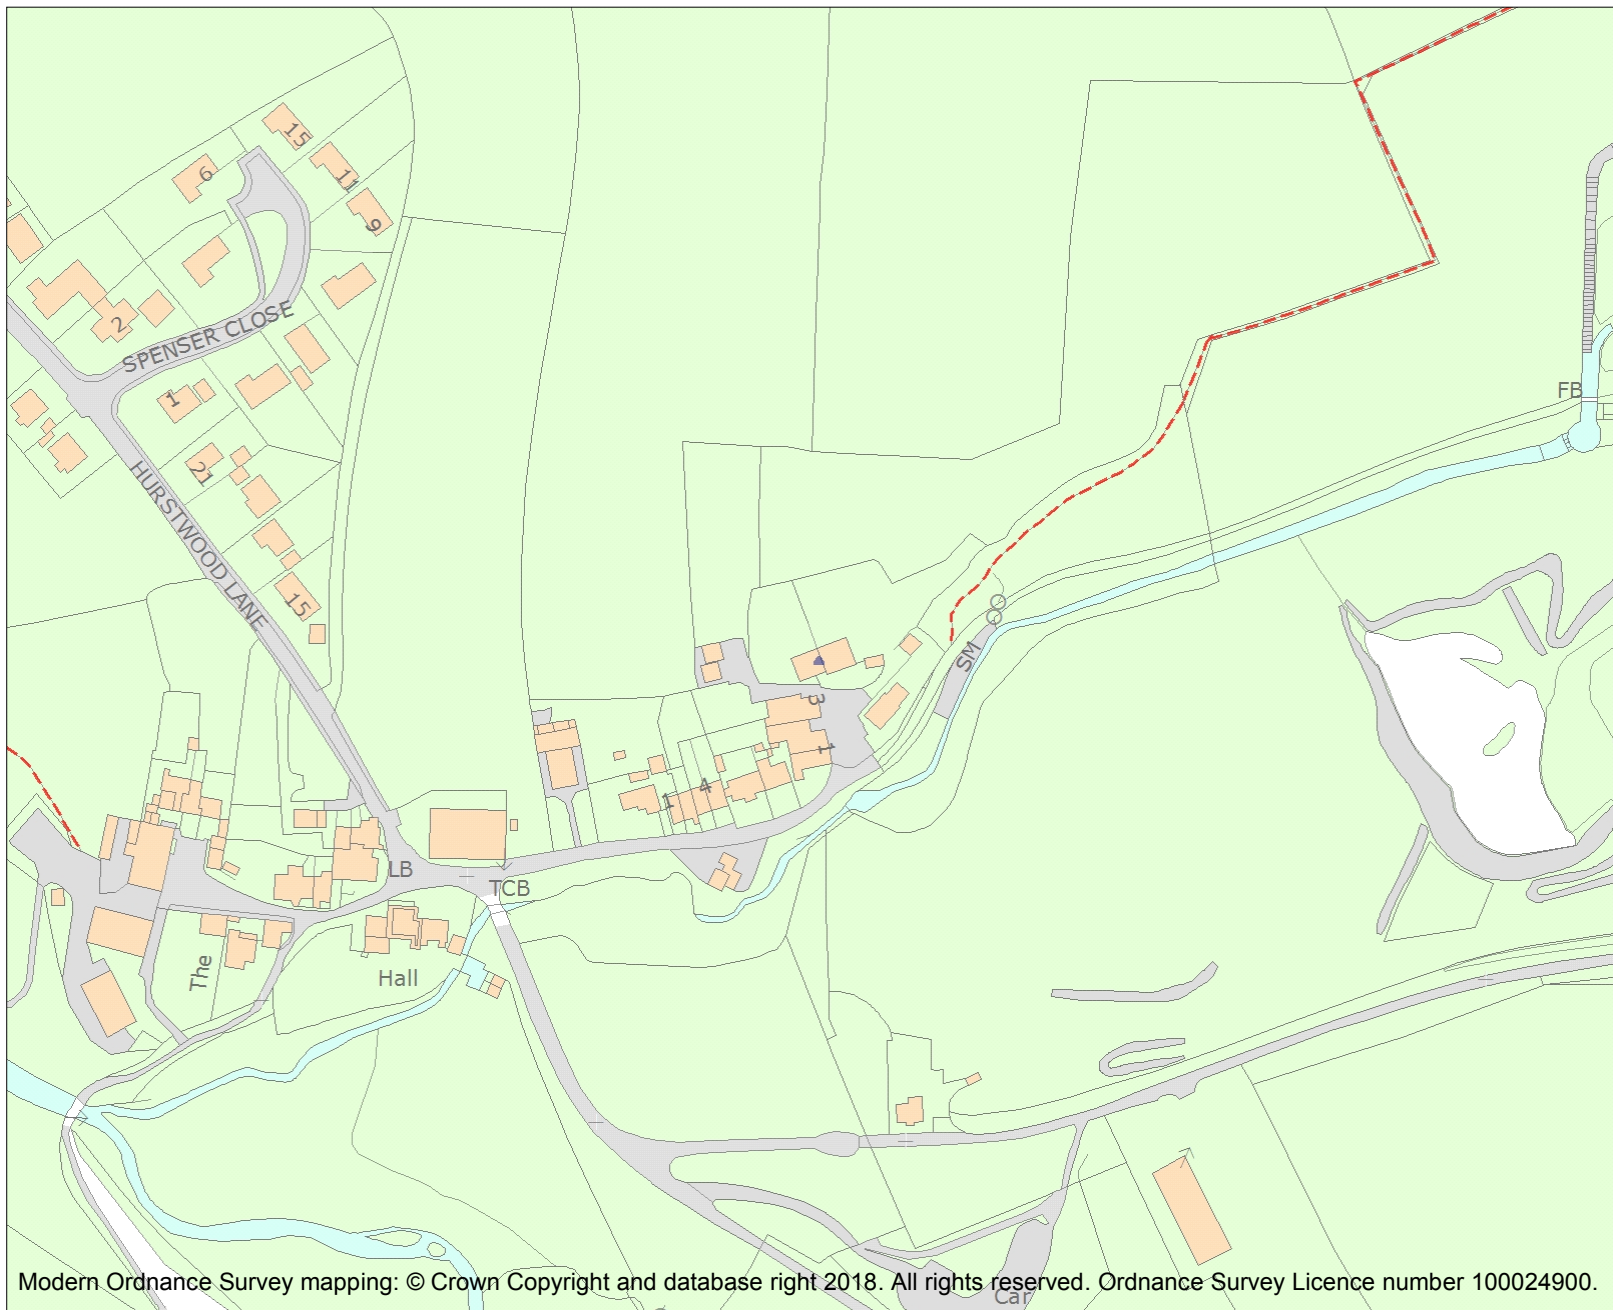 15
6
11
9
2
SPENSER CLOSE
1
FB
21
HURSTWOOD LANE
15
SM
3
1
4
1
LB
TCB
The
Hall
Modern Ordnance Survey mapping: © Crown Copyright and database right 2018. All rights reserved. Ordnance Survey Licence number 100024900.
Car